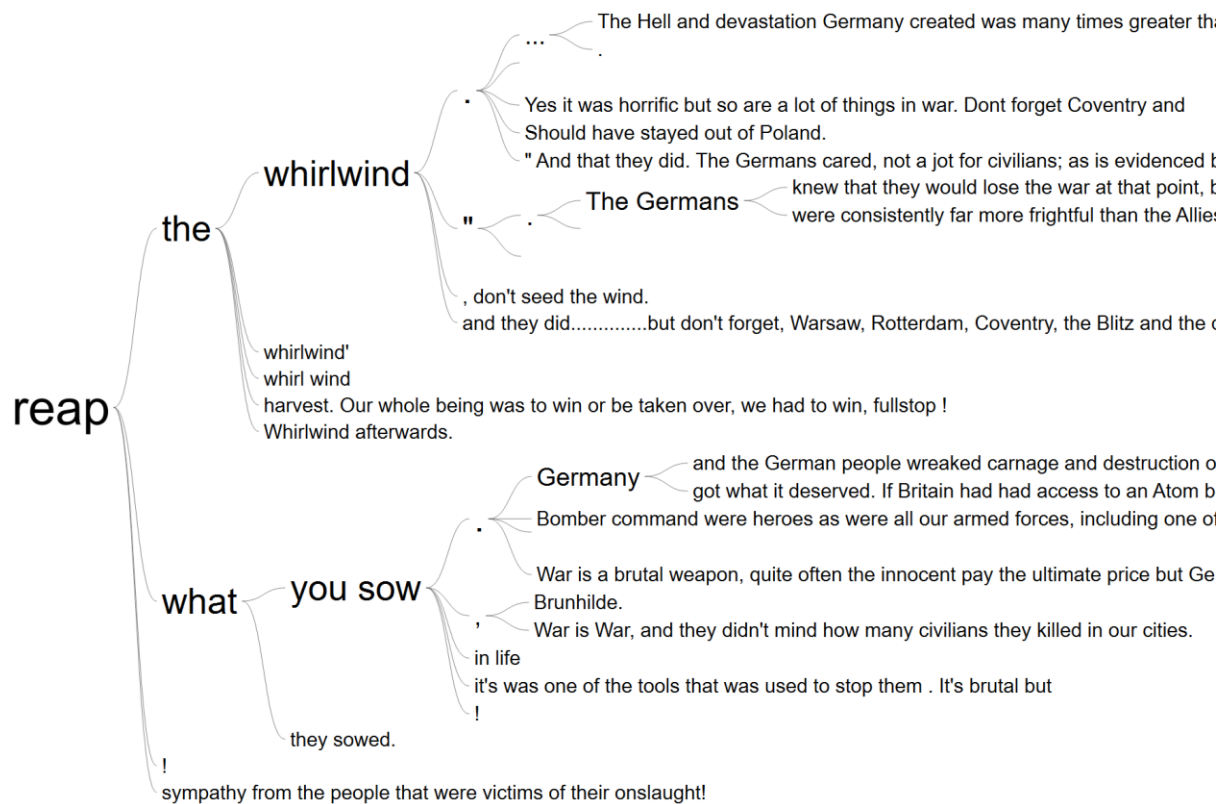 The Hell and devastation Germany created was many times greater tha
...
.
.
Yes it was horrific but so are a lot of things in war. Dont forget Coventry and
Should have stayed out of Poland.
" And that they did. The Germans cared, not a jot for civilians; as is evidenced b
whirlwind
knew that they would lose the war at that point, b
The Germans
were consistently far more frightful than the Allies
"
.
the
, don't seed the wind.
and they did..............but don't forget, Warsaw, Rotterdam, Coventry, the Blitz and the c
whirlwind'
whirl wind
reap
harvest. Our whole being was to win or be taken over, we had to win, fullstop !
Whirlwind afterwards.
and the German people wreaked carnage and destruction o
Germany
got what it deserved. If Britain had had access to an Atom b
.
Bomber command were heroes as were all our armed forces, including one of
War is a brutal weapon, quite often the innocent pay the ultimate price but Ge
you sow
what
Brunhilde.
,
War is War, and they didn't mind how many civilians they killed in our cities.
in life
it's was one of the tools that was used to stop them . It's brutal but
!
they sowed.
!
sympathy from the people that were victims of their onslaught!